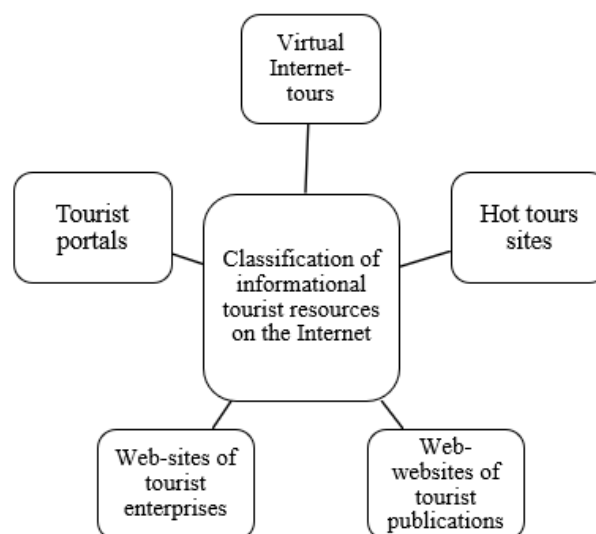 Virtual
Internet-
tours
Tourist
portals
Hot tours
sites
Classification of
informational
tourist resources
on the Internet
Web-sites of
tourist
enterprises
Web-
websites of
tourist
publications